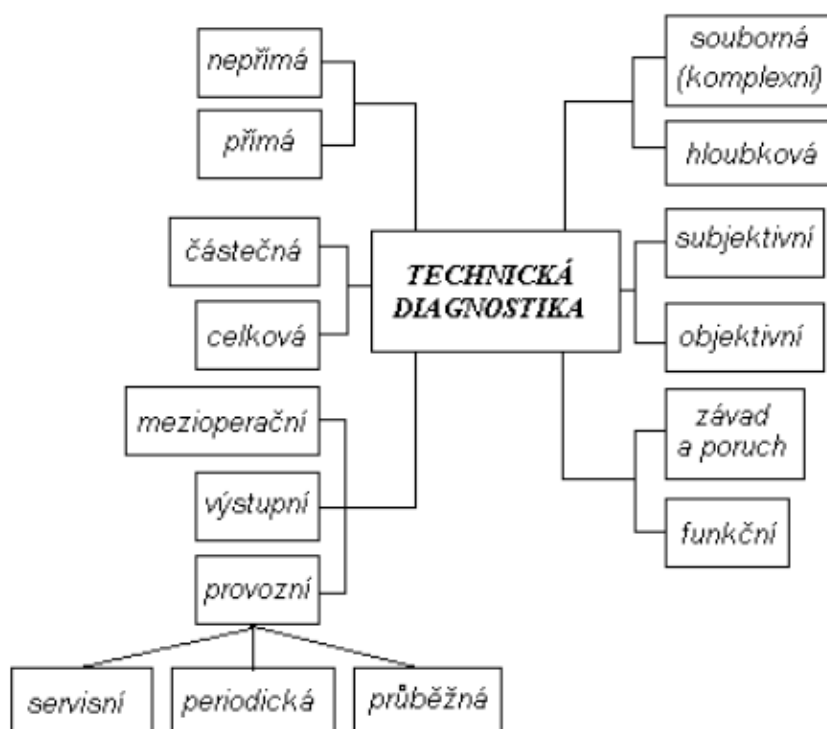 nepřímá
přímá
částečná
celková
mezioperační
výstupní
provozní
servisní
periodická
průběžná
TECHNICKÁ
DIAGNOSTIKA
souborná
(komplexní)
hloubková
subjektivní
objektivní
závad
a poruch
funkční